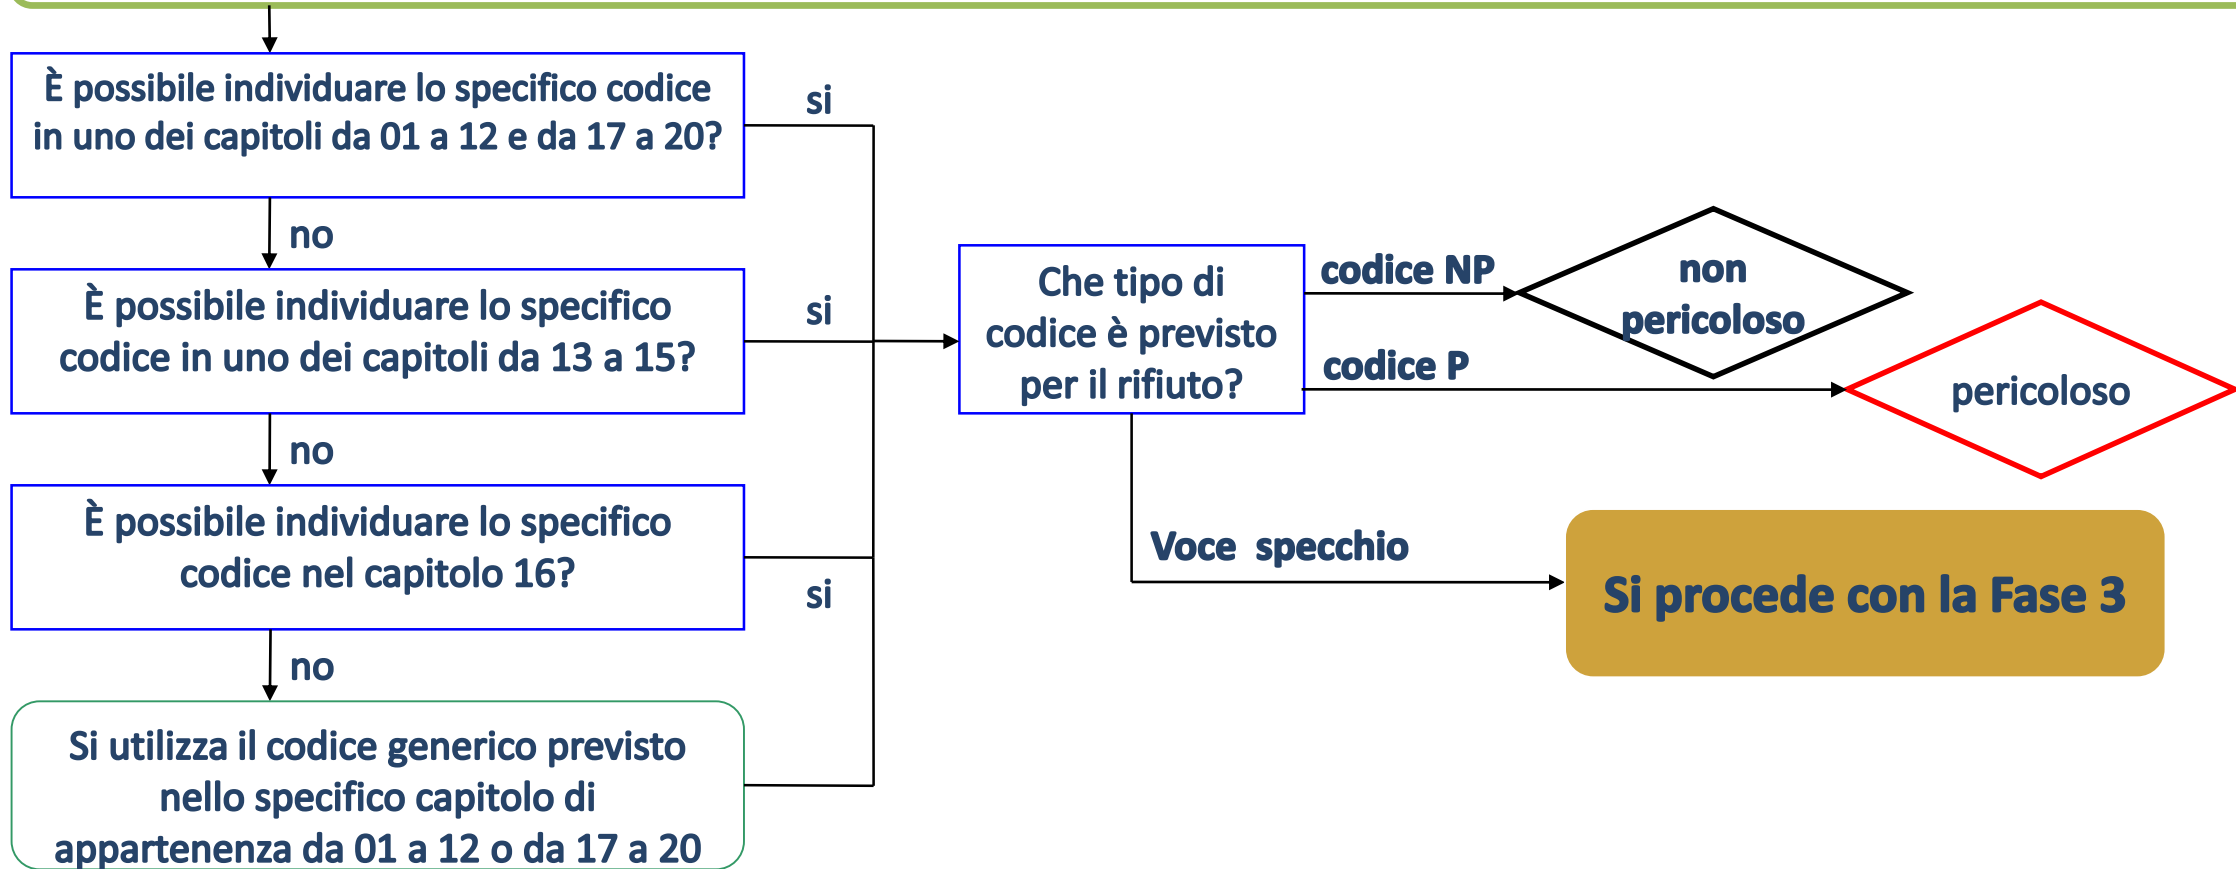 È possibile individuare lo specifico codice
in uno dei capitoli da 01 a 12 e da 17 a 20?
si
no
È possibile individuare lo specifico
codice in uno dei capitoli da 13 a 15?
si
no
È possibile individuare lo specifico
codice nel capitolo 16?
si
no
Si utilizza il codice generico previsto
nello specifico capitolo di
appartenenza da 01 a 12 o da 17 a 20
Che tipo di
codice è previsto
per il rifiuto?
codice NP
non
pericoloso
codice P
pericoloso
Voce specchio
Si procede con la Fase 3